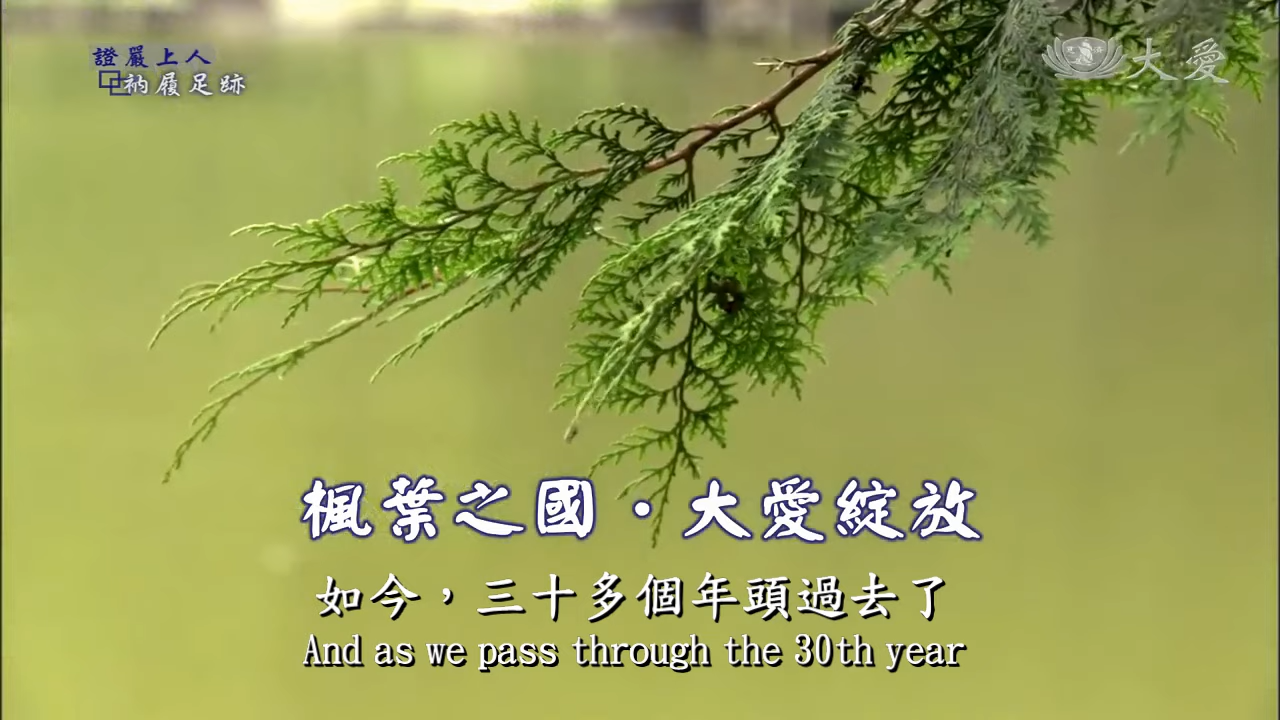 證嚴上人
衲履足跡
大愛
楓葉之國·大愛綻放
如今，三十多個年頭過去了
And as we pass through the 30th year